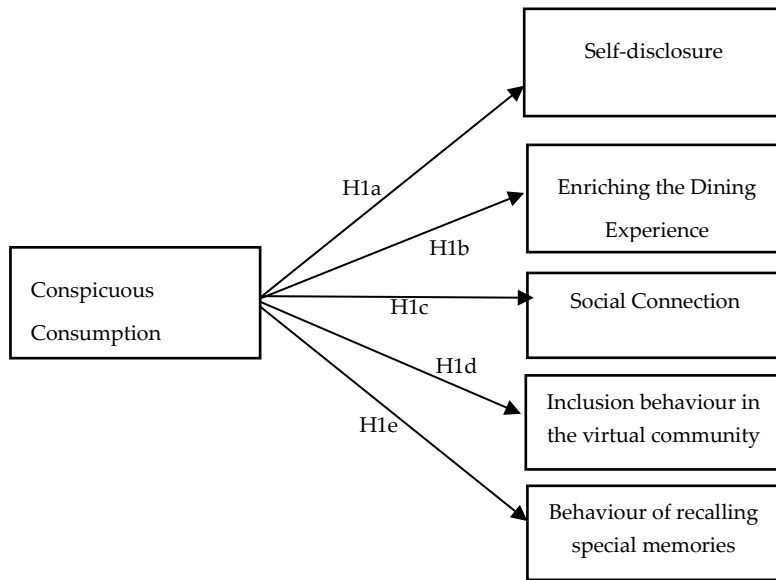 Self-disclosure
H1a
Enriching the Dining
Experience
H1b
Conspicuous
Consumption
Social Connection
H1c
H1d
Inclusion behaviour in
the virtual community
H1e
Behaviour of recalling
special memories